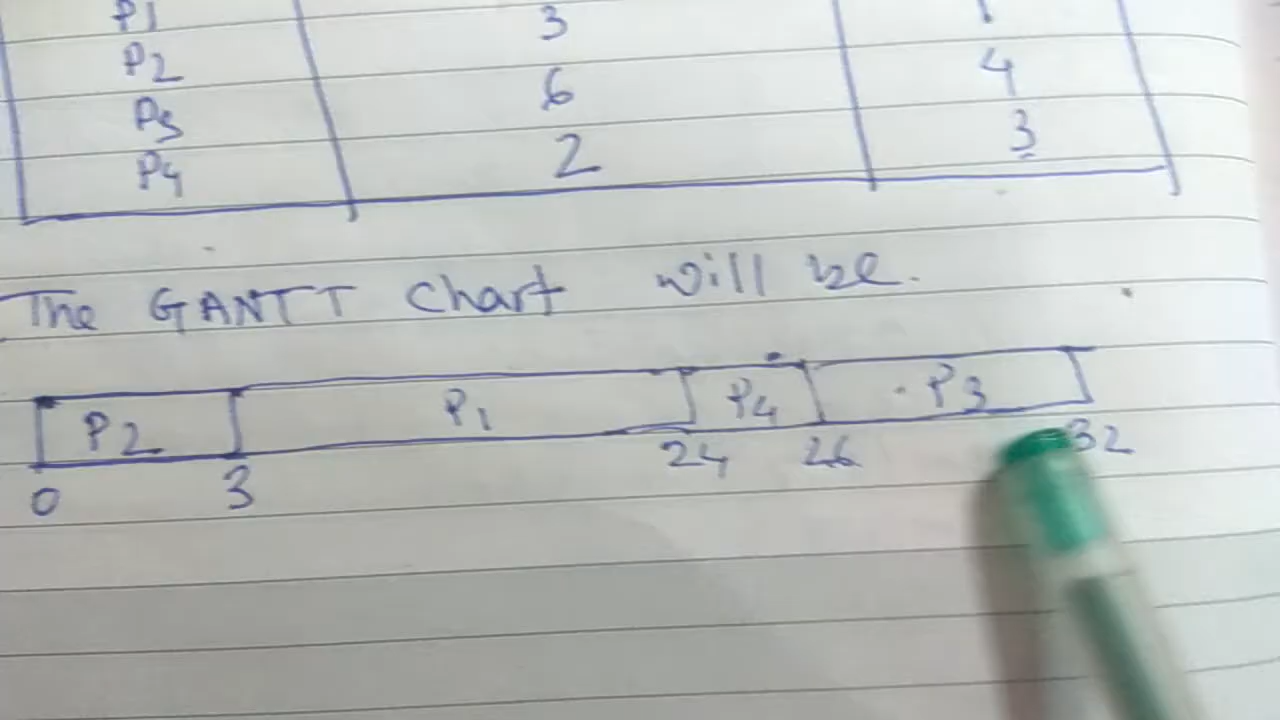 P1
P2 3 1
P3 6 4
P4 2 3
The GANTT Chart will be.
P2 P1 P4 P3
0 3 24 26 32